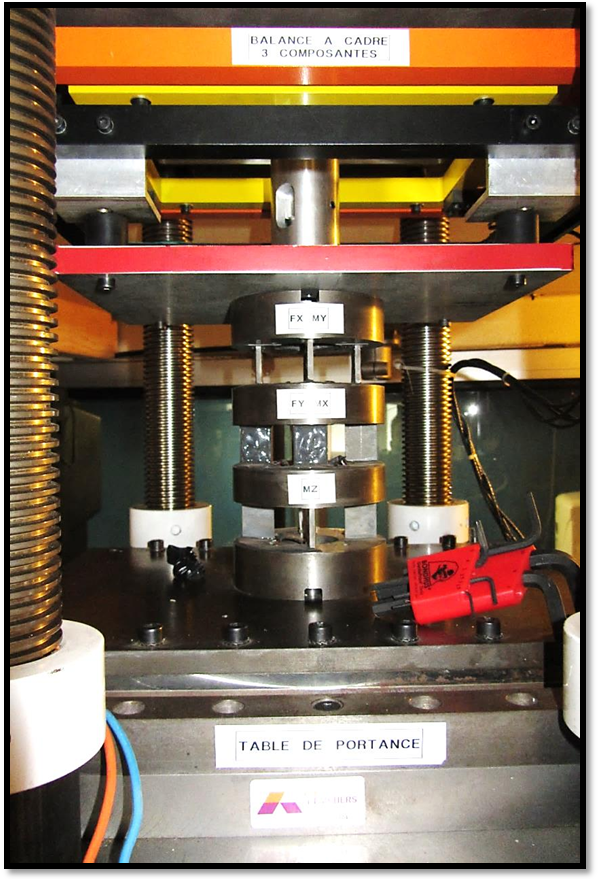 BALANCE A CADRE
3 COMPOSANTES
FX MY
FY MX
MZ
TABLE DE PORTANCE